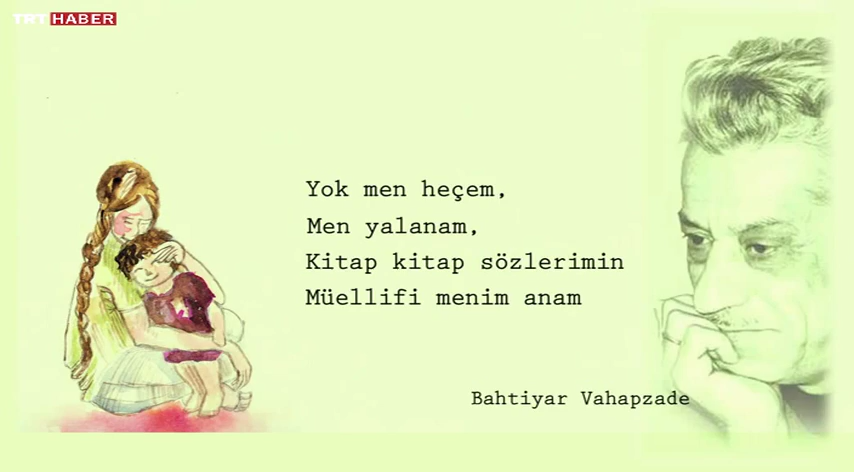 TRT HABER
Yok men heçem,
Men yalanam,
Kitap kitap sözlerimin
Müellifi menim anam
Bahtiyar Vahapzade